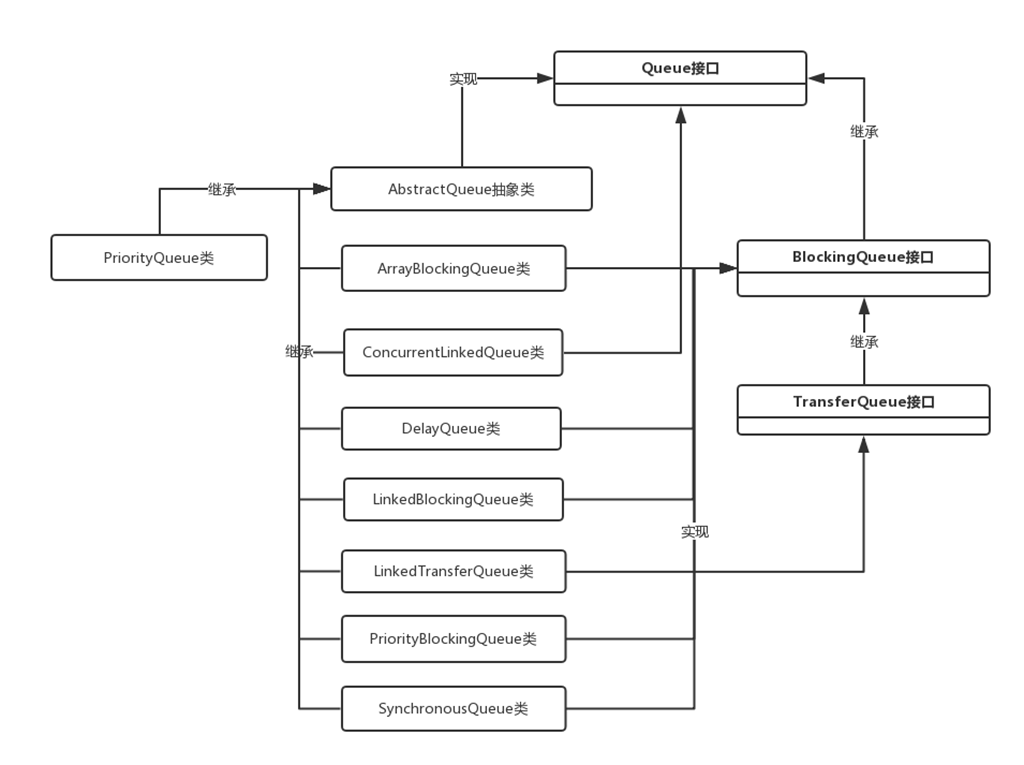 Queue接口
实现
继承
AbstractQueue抽象类
继承
PriorityQueue类
ArrayBlockingQueue类
BlockingQueue接口
继承
继承
ConcurrentLinkedQueue类
TransferQueue接口
DelayQueue类
LinkedBlockingQueue类
实现
LinkedTransferQueue类
PriorityBlockingQueue类
SynchronousQueue类